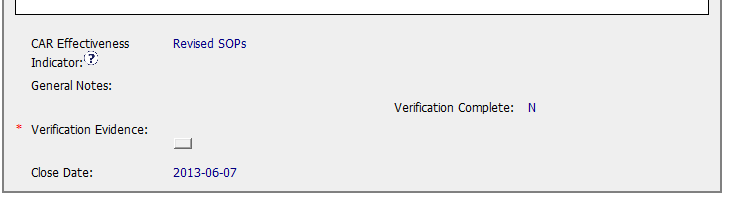 CAR Effectiveness Revised SOPs
Indicator:?
General Notes:
Verification Complete: N
* Verification Evidence:
Close Date: 2013-06-07